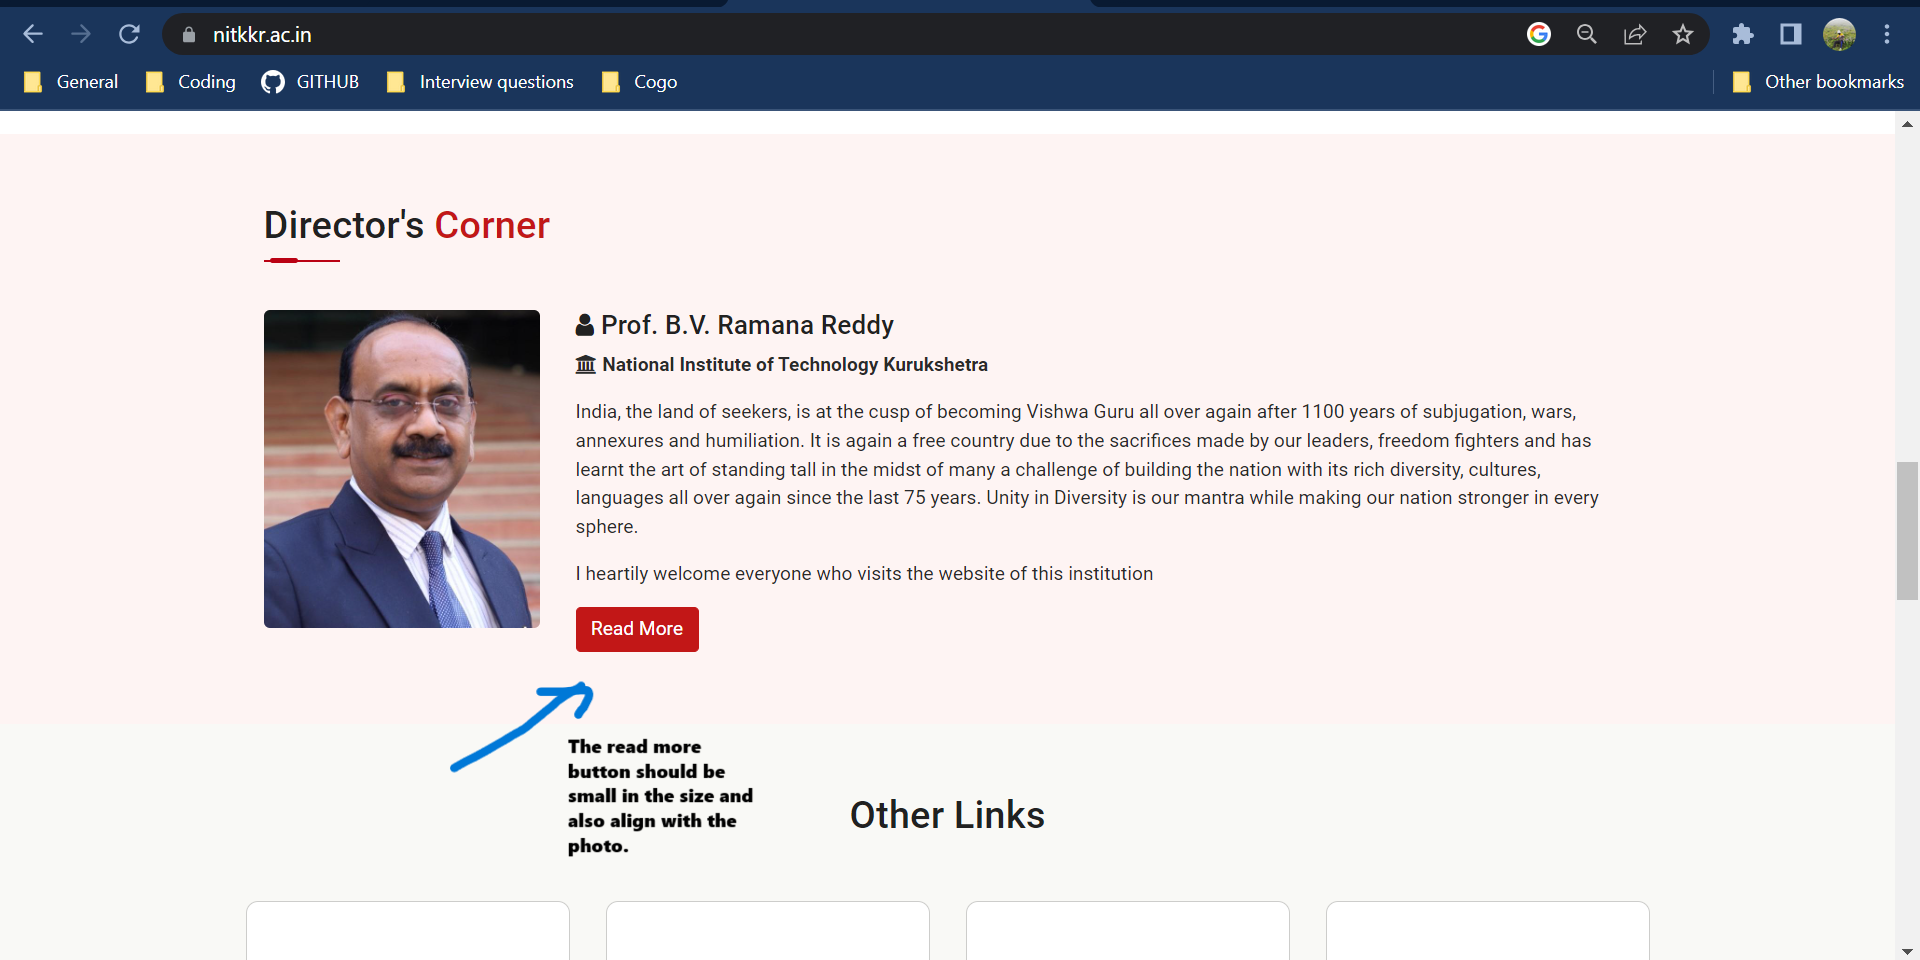 nitkkr.ac.in
General Coding GITHUB Interview questions Cogo Other bookmarks
Director's Corner
Prof. B.V. Ramana Reddy
National Institute of Technology Kurukshetra
India, the land of seekers, is at the cusp of becoming Vishwa Guru all over again after 1100 years of subjugation, wars,
annexures and humiliation. It is again a free country due to the sacrifices made by our leaders, freedom fighters and has
learnt the art of standing tall in the midst of many a challenge of building the nation with its rich diversity, cultures,
languages all over again since the last 75 years. Unity in Diversity is our mantra while making our nation stronger in every
sphere.
I heartily welcome everyone who visits the website of this institution
Read More
The read more
button should be
small in the size and
also align with the
photo.
Other Links